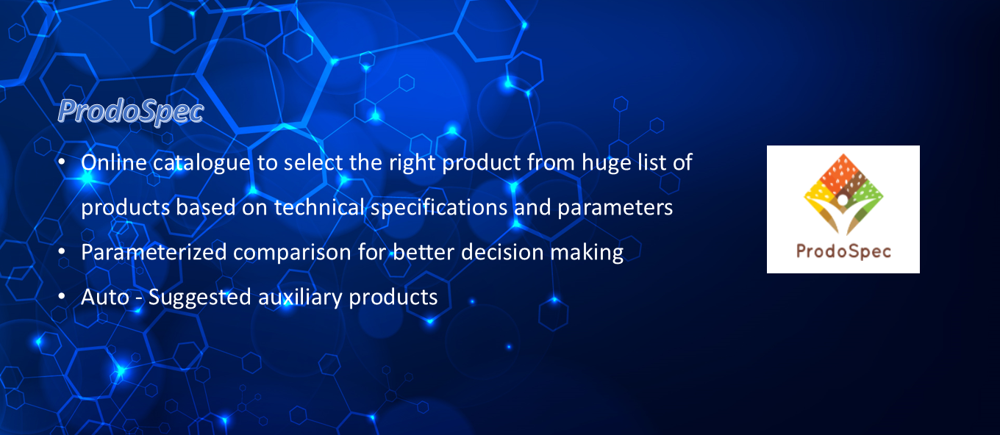 ProdoSpec
• Online catalogue to select the right product from huge list of
products based on technical specifications and parameters
• Parameterized comparison for better decision making
• Auto - Suggested auxiliary products
ProdoSpec